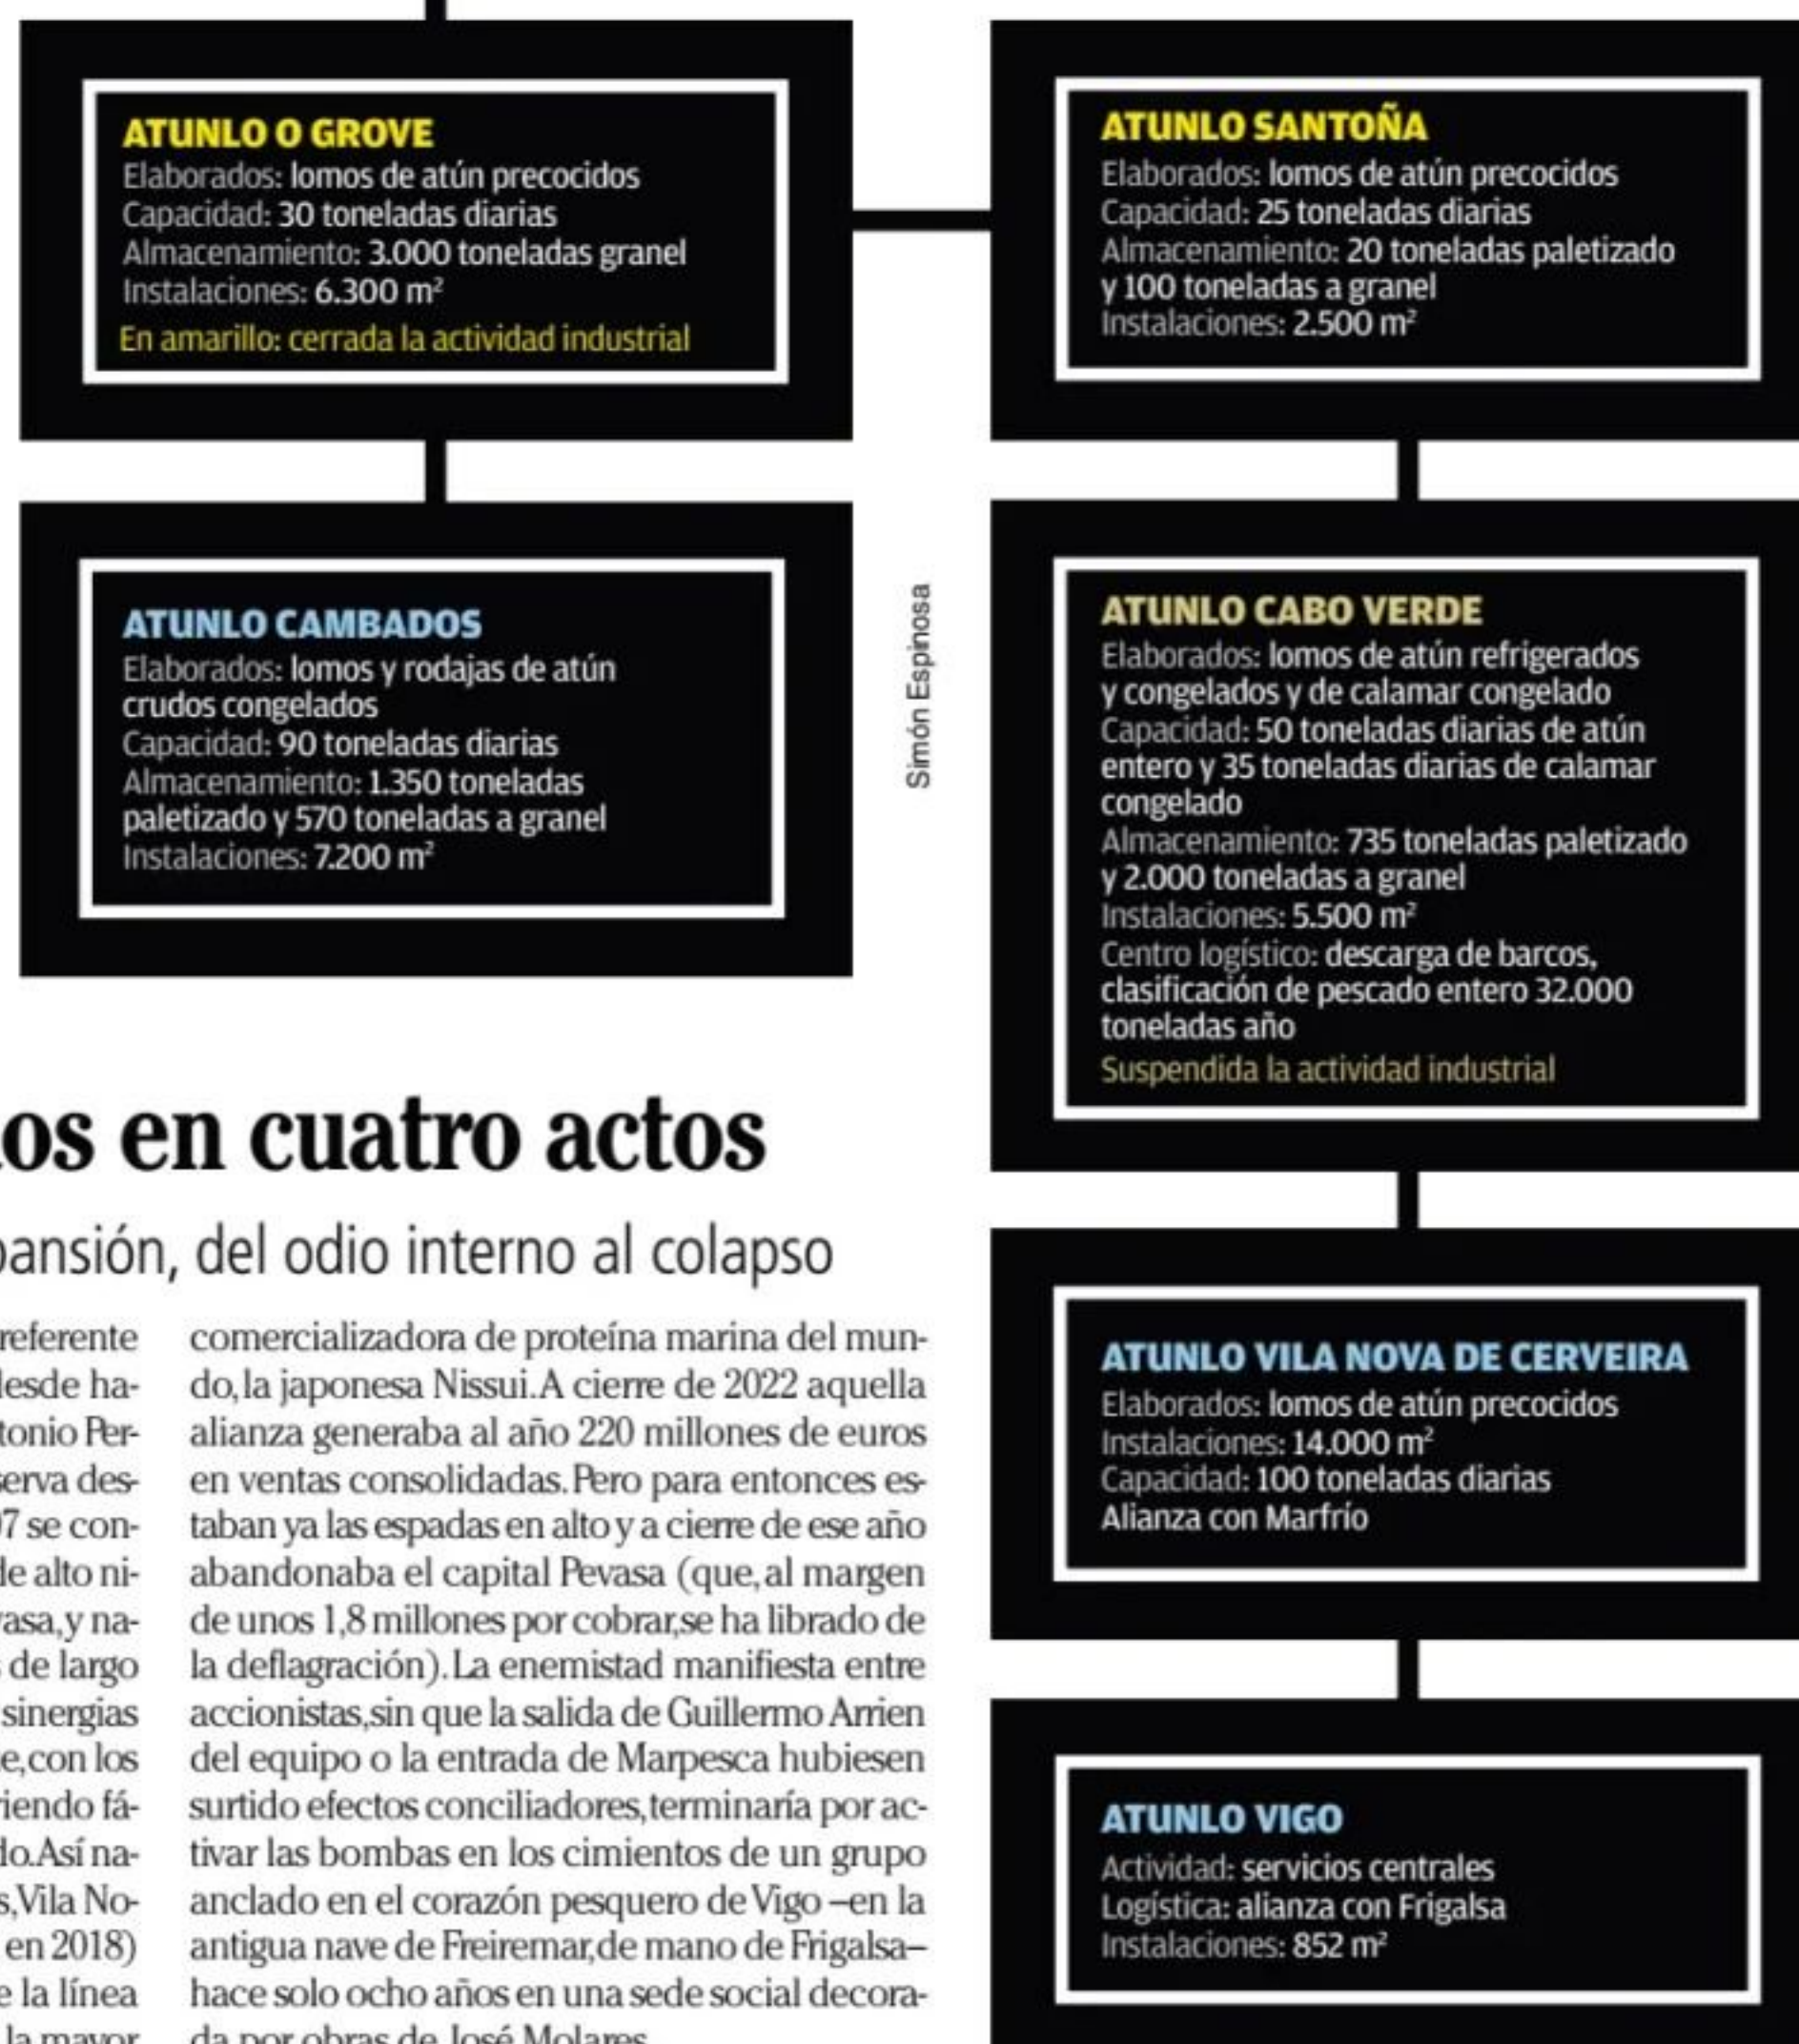 ATUNLO O GROVE
Elaborados: lomos de atún precocidos
Capacidad: 30 toneladas diarias
Almacenamiento: 3.000 toneladas granel
Instalaciones: 6.300 m²
En amarillo: cerrada la actividad industrial
ATUNLO SANTOÑA
Elaborados: lomos de atún precocidos
Capacidad: 25 toneladas diarias
Almacenamiento: 20 toneladas paletizado
y 100 toneladas a granel
Instalaciones: 2.500 m²
ATUNLO CAMBADOS
Elaborados: lomos y rodajas de atún
crudos congelados
Capacidad: 90 toneladas diarias
Almacenamiento: 1.350 toneladas
paletizado y 570 toneladas a granel
Instalaciones: 7.200 m²
Simón Espinosa
ATUNLO CABO VERDE
Elaborados: lomos de atún refrigerados
y congelados y de calamar congelado
Capacidad: 50 toneladas diarias de atún
entero y 35 toneladas diarias de calamar
congelado
Almacenamiento: 735 toneladas paletizado
y 2.000 toneladas a granel
Instalaciones: 5.500 m²
Centro logístico: descarga de barcos,
clasificación de pescado entero 32.000
toneladas año
Suspendida la actividad industrial
ATUNLO VILA NOVA DE CERVEIRA
Elaborados: lomos de atún precocidos
Instalaciones: 14.000 m²
Capacidad: 100 toneladas diarias
Alianza con Marfrío
ATUNLO VIGO
Actividad: servicios centrales
Logística: alianza con Frigalsa
Instalaciones: 852 m²
os en cuatro actos
pansión, del odio interno al colapso
referente
desde ha-
tonio Per-
serva des-
07 se con-
de alto ni-
vasa, y na-
de largo
sinergias
e, con los
riendo fá-
do. Así na-
s, Vila No-
en 2018)
e la línea
la mayor
comercializadora de proteína marina del mun-
do, la japonesa Nissui. A cierre de 2022 aquella
alianza generaba al año 220 millones de euros
en ventas consolidadas. Pero para entonces es-
taban ya las espadas en alto y a cierre de ese año
abandonaba el capital Pevasa (que, al margen
de unos 1,8 millones por cobrar, se ha librado de
la deflagración). La enemistad manifiesta entre
accionistas, sin que la salida de Guillermo Arrien
del equipo o la entrada de Marpesca hubiesen
surtido efectos conciliadores, terminaría por ac-
tivar las bombas en los cimientos de un grupo
anclado en el corazón pesquero de Vigo –en la
antigua nave de Freiremar, de mano de Frigalsa–
hace solo ocho años en una sede social decora-
da por obras de José Molares.